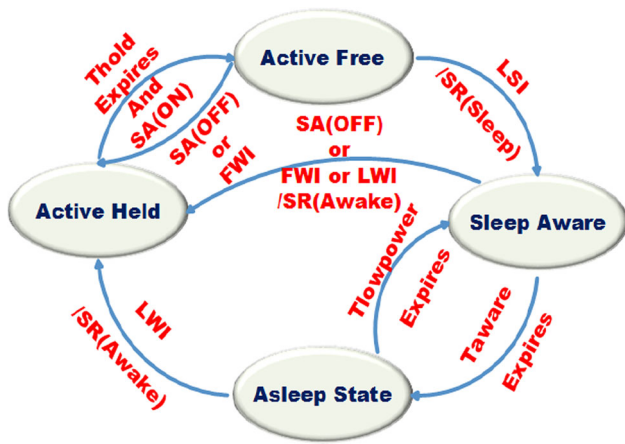 Active Free
Thold
Expires
And
SA(ON)
SA(OFF)
or
FWI
LSI
/SR(Sleep)
SA(OFF)
or
FWI or LWI
/SR(Awake)
Active Held
Sleep Aware
Tlowpower
Expires
Taware
Expires
LWI
/SR(Awake)
Asleep State